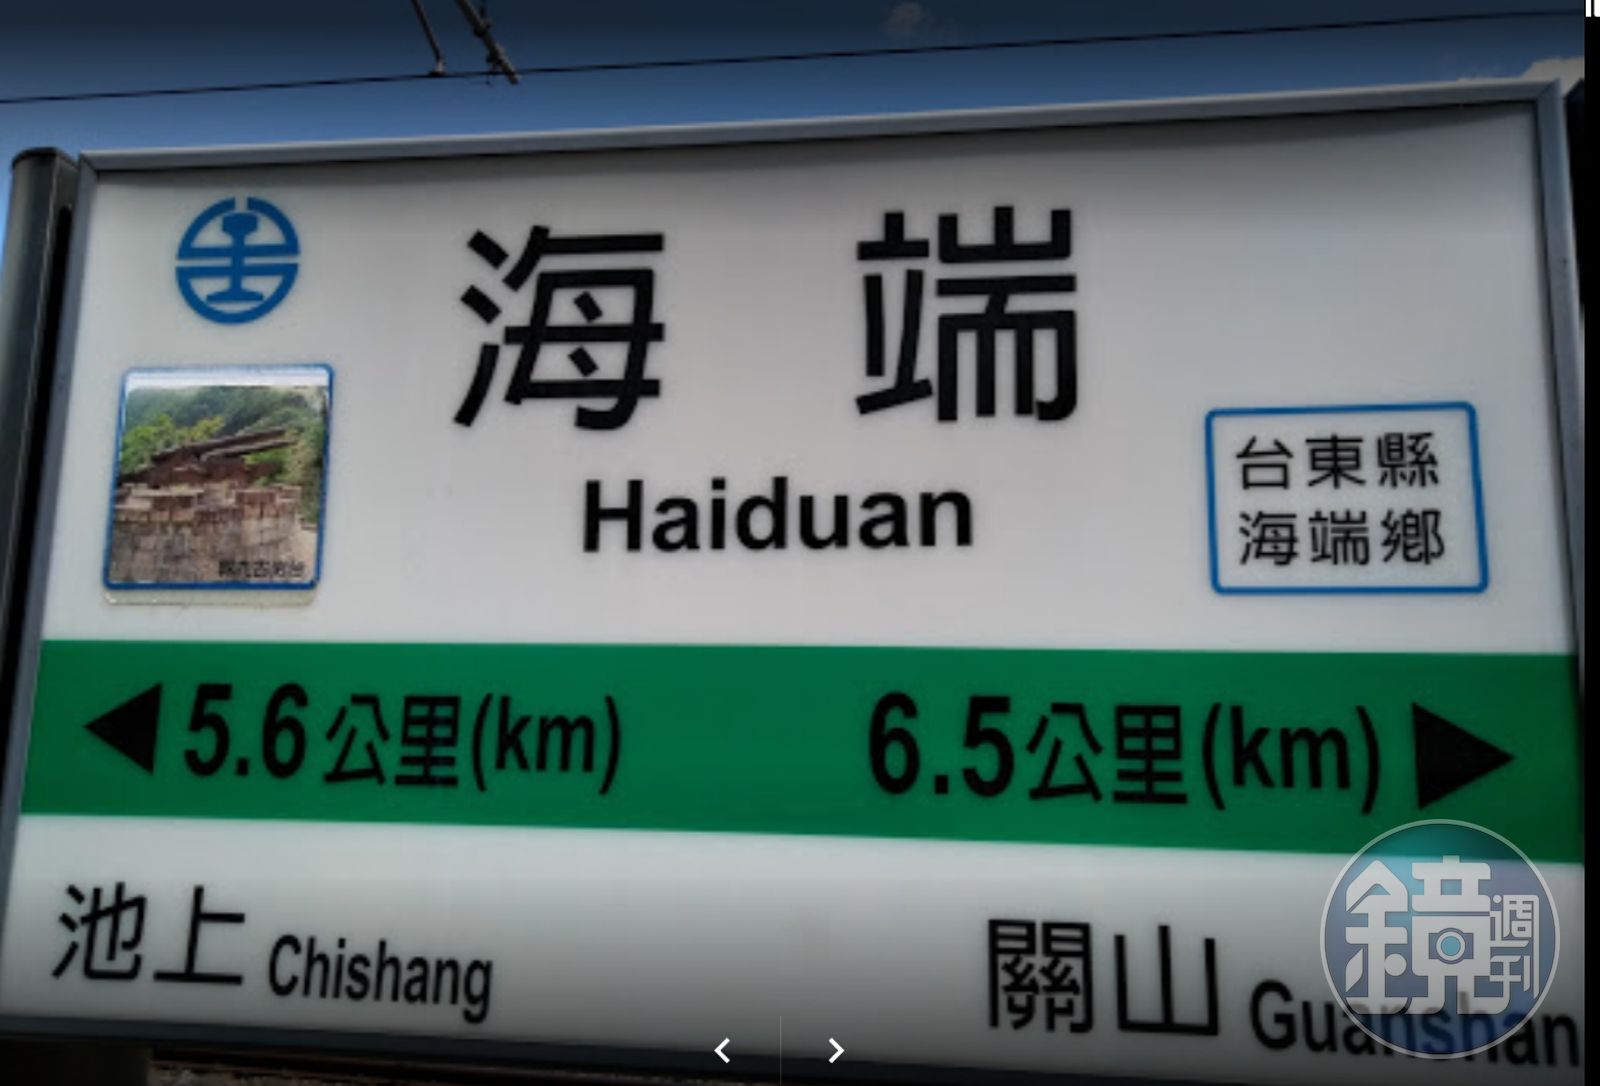 海端
Haiduan
台東縣
海端鄉
5.6公里(km)
6.5公里(km)
池上 Chishang
關山 Guanshan
鏡週刊